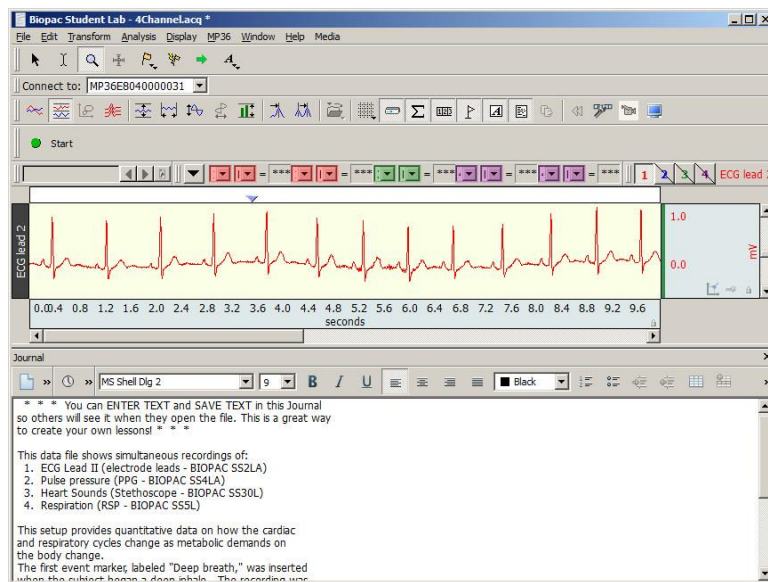 Biopac Student Lab - 4Channel.acq *
File Edit Transform Analysis Display MP36 Window Help Media
Connect to: MP36E8040000031
Start
= *** = *** = *** = *** = *** 1 2 3 4 ECG lead
ECG lead 2
1.0
0.0
mV
0.0 0.4 0.8 1.2 1.6 2.0 2.4 2.8 3.2 3.6 4.0 4.4 4.8 5.2 5.6 6.0 6.4 6.8 7.2 7.6 8.0 8.4 8.8 9.2 9.6
seconds
Journal
MS Shell Dlg 2 9 B I U Black
* * * You can ENTER TEXT and SAVE TEXT in this Journal
so others will see it when they open the file. This is a great way
to create your own lessons! * * *
This data file shows simultaneous recordings of:
1. ECG Lead II (electrode leads - BIOPAC SS2LA)
2. Pulse pressure (PPG - BIOPAC SS4LA)
3. Heart Sounds (Stethoscope - BIOPAC SS30L)
4. Respiration (RSP - BIOPAC SS5L)
This setup provides quantitative data on how the cardiac
and respiratory cycles change as metabolic demands on
the body change.
The first event marker, labeled "Deep breath," was inserted
when the subject began a deep inhale. The recording was